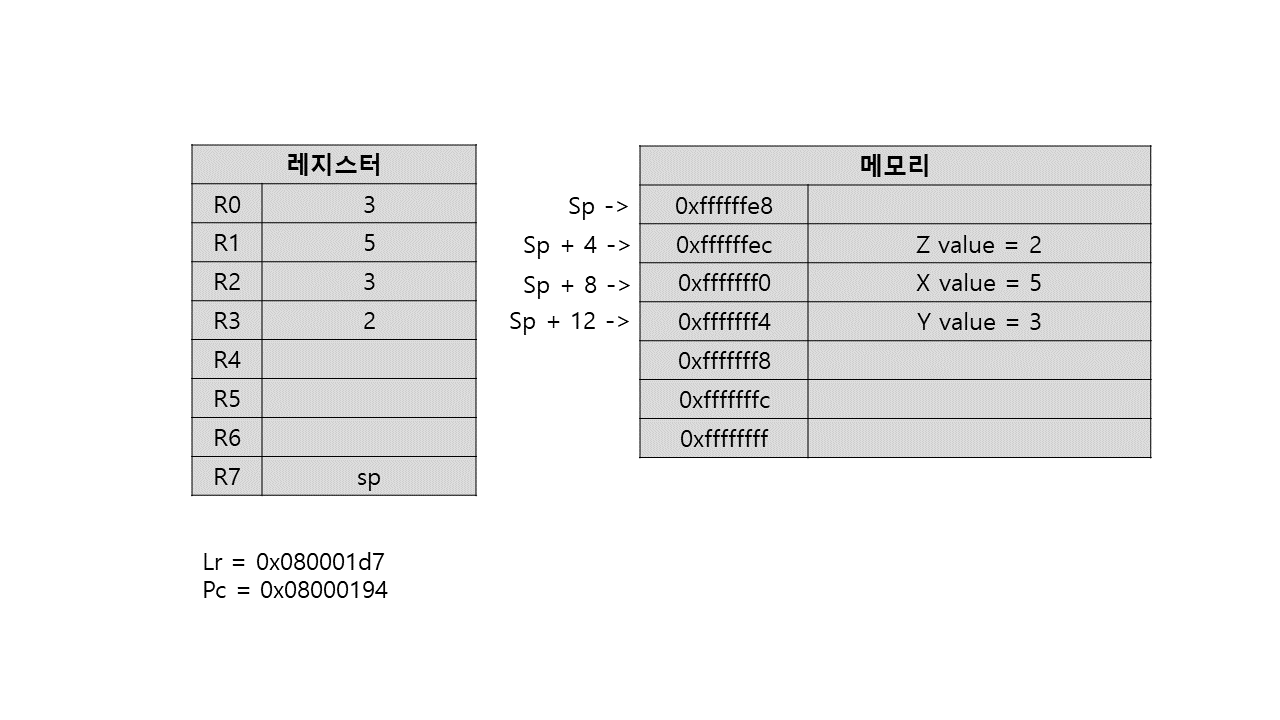 레지스터
R0 3
R1 5
R2 3
R3 2
R4
R5
R6
R7 sp
Lr = 0x080001d7
Pc = 0x08000194
메모리
Sp -> 0xffffffe8
Sp + 4 -> 0xffffffec Z value = 2
Sp + 8 -> 0xfffffff0 X value = 5
Sp + 12 -> 0xfffffff4 Y value = 3
0xfffffff8
0xfffffffc
0xffffffff